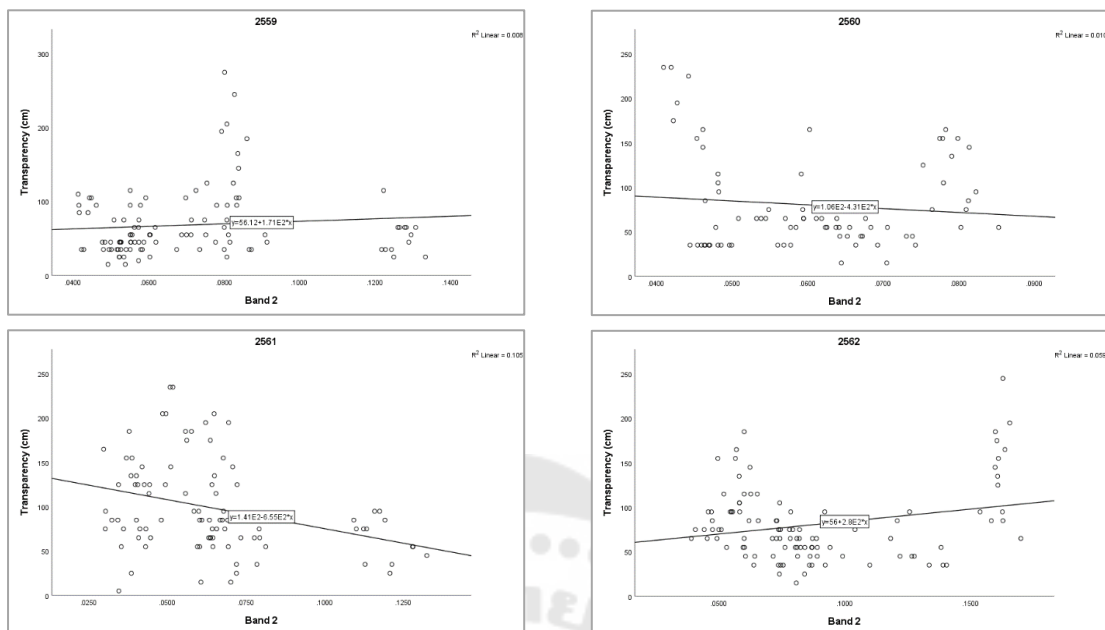 2559
R² Linear = 0.008
Transparency (cm)
300
200
100
0
y=56.12+1.71E2*x
.0400 .0600 .0800 .1000 .1200 .1400
Band 2
2560
R² Linear = 0.010
Transparency (cm)
250
200
150
100
50
0
y=1.06E2-4.31E2*x
.0400 .0500 .0600 .0700 .0800 .0900
Band 2
2561
R² Linear = 0.105
Transparency (cm)
250
200
150
100
50
0
y=1.41E2-6.55E2*x
.0250 .0500 .0750 .1000 .1250
Band 2
2562
R² Linear = 0.059
Transparency (cm)
250
200
150
100
50
0
y=56+2.8E2*x
.0500 .1000 .1500
Band 2